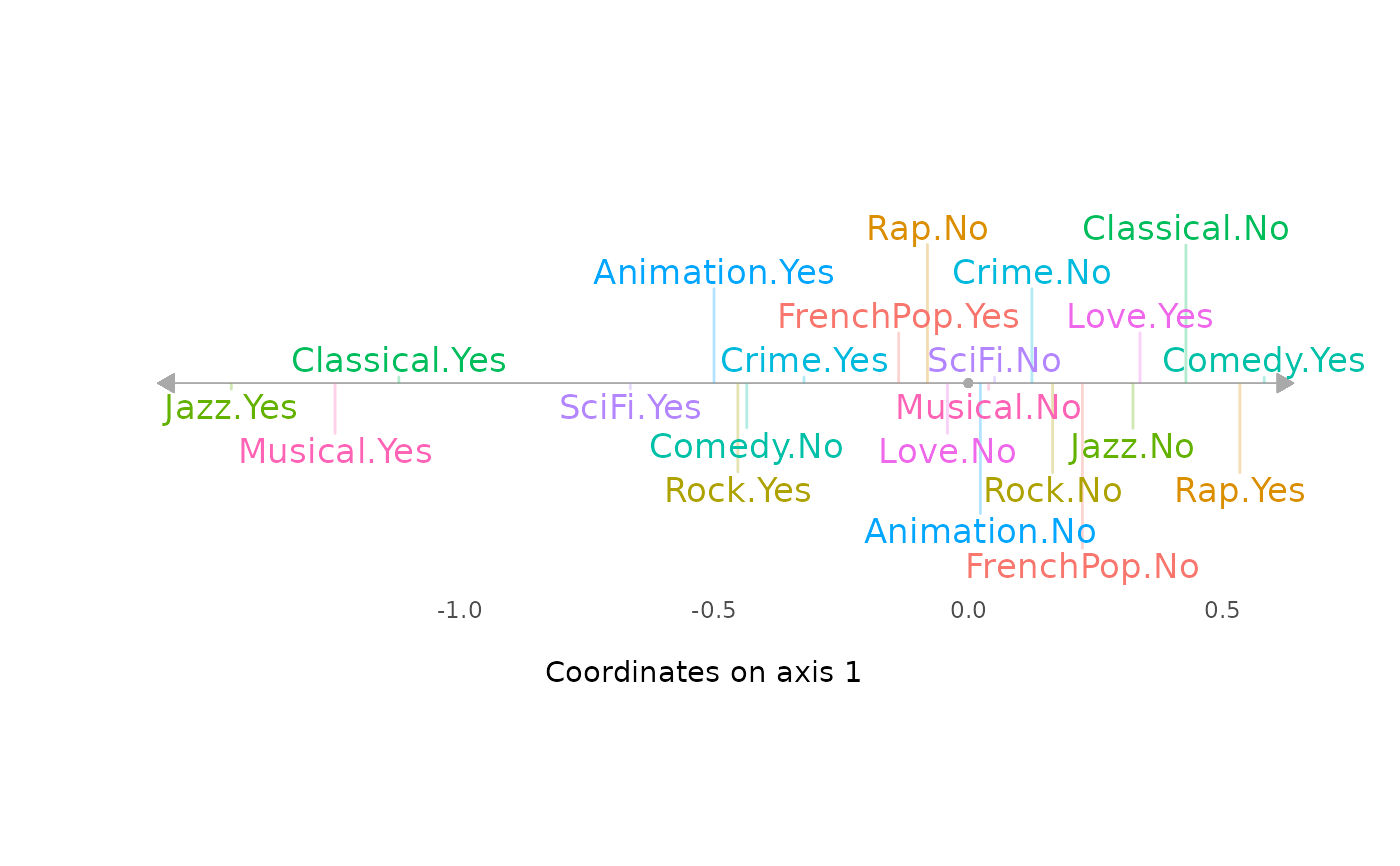 Rap.No Classical.No
Animation.Yes Crime.No
FrenchPop.Yes Love.Yes
Classical.Yes Crime.Yes SciFi.No Comedy.Yes
Jazz.Yes SciFi.Yes Musical.No
Musical.Yes Comedy.No Love.No Jazz.No
Rock.Yes Rock.No Rap.Yes
Animation.No
FrenchPop.No
-1.0 -0.5 0.0 0.5
Coordinates on axis 1